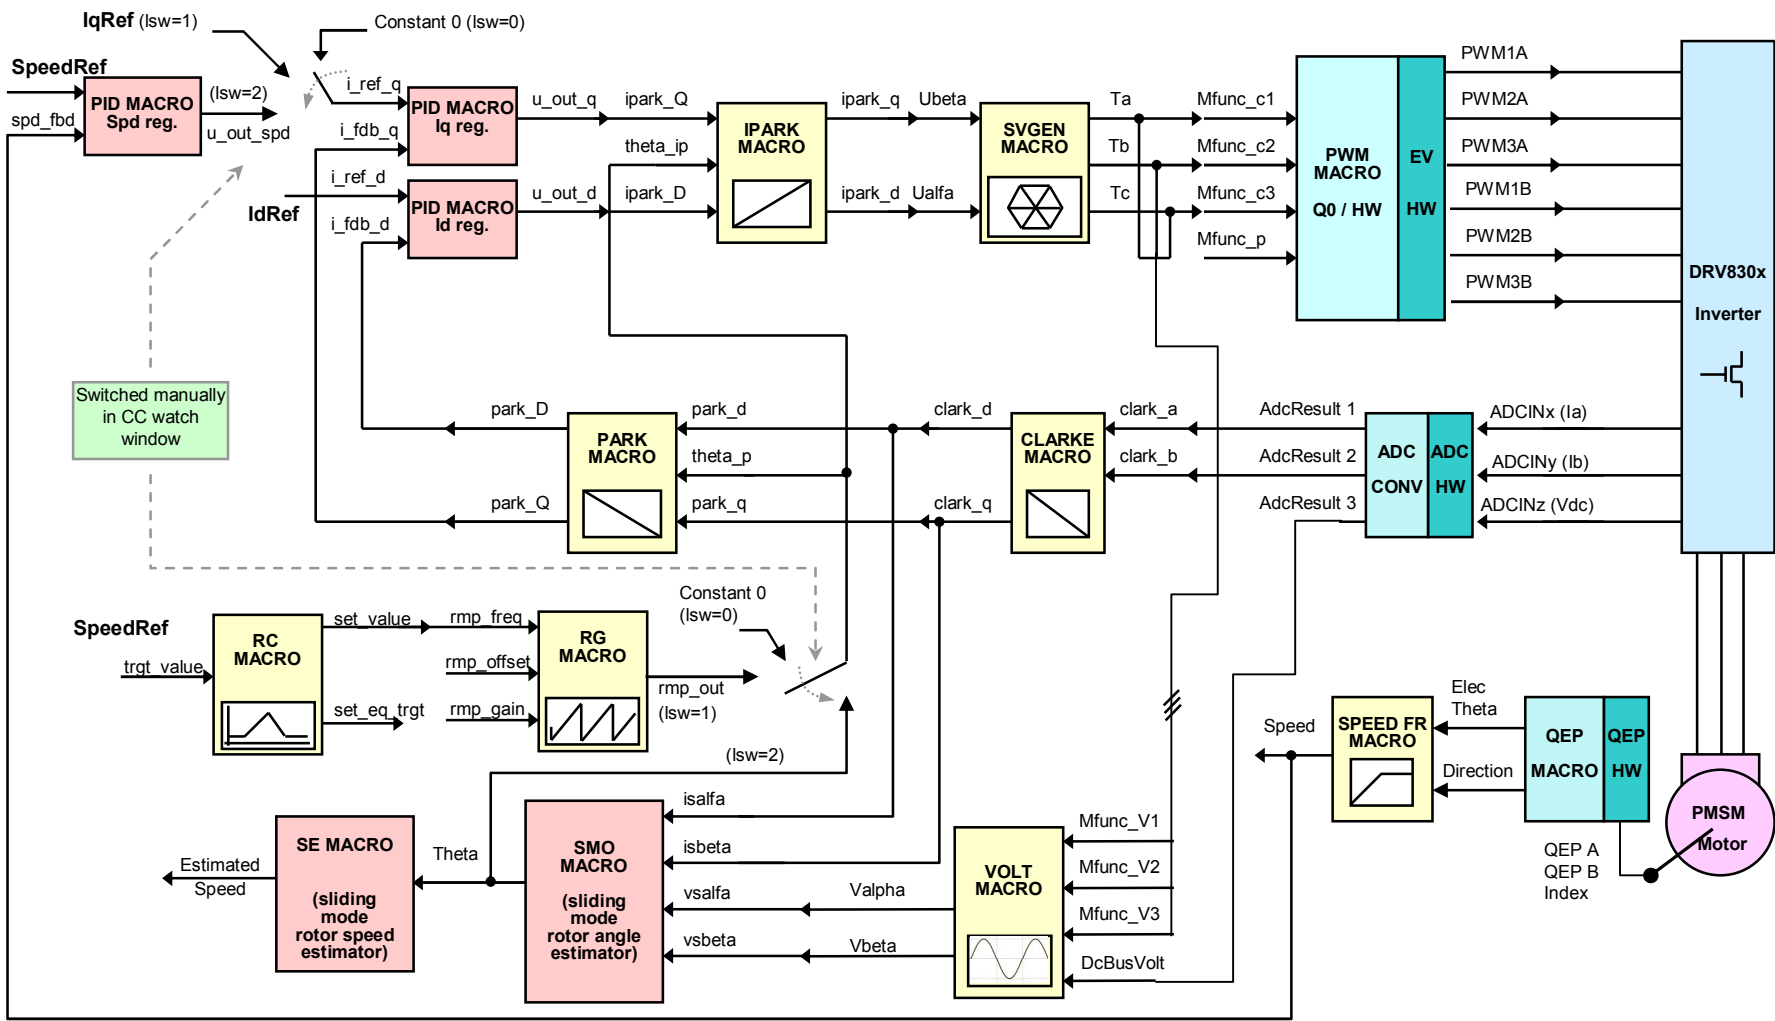 IqRef (lsw=1)
Constant 0 (lsw=0)
SpeedRef
spd_fbd
PID MACRO
Spd reg.
(lsw=2)
u_out_spd
i_ref_q
i_fdb_q
PID MACRO
Iq reg.
i_ref_d
IdRef
i_fdb_d
PID MACRO
Id reg.
u_out_q
ipark_Q
theta_ip
u_out_d
ipark_D
IPARK
MACRO
ipark_q
Ubeta
ipark_d
Ualfa
SVGEN
MACRO
Ta
Tb
Tc
Mfunc_c1
Mfunc_c2
Mfunc_c3
Mfunc_p
PWM
MACRO
Q0 / HW
EV
HW
PWM1A
PWM2A
PWM3A
PWM1B
PWM2B
PWM3B
DRV830x
Inverter
Switched manually
in CC watch
window
park_D
park_Q
PARK
MACRO
park_d
theta_p
park_q
clark_d
clark_q
CLARKE
MACRO
clark_a
clark_b
AdcResult 1
AdcResult 2
AdcResult 3
ADC
CONV
ADC
HW
ADCINx (Ia)
ADCINy (Ib)
ADCINz (Vdc)
SpeedRef
trgt_value
RC
MACRO
set_value
set_eq_trgt
rmp_freq
rmp_offset
rmp_gain
RG
MACRO
rmp_out
(lsw=1)
Constant 0
(lsw=0)
(lsw=2)
Speed
SPEED FR
MACRO
Elec
Theta
Direction
QEP
MACRO
QEP
HW
QEP A
QEP B
Index
PMSM
Motor
Estimated
Speed
SE MACRO
(sliding
mode
rotor speed
estimator)
Theta
SMO
MACRO
(sliding
mode
rotor angle
estimator)
isalfa
isbeta
vsalfa
vsbeta
Valpha
Vbeta
VOLT
MACRO
Mfunc_V1
Mfunc_V2
Mfunc_V3
DcBusVolt